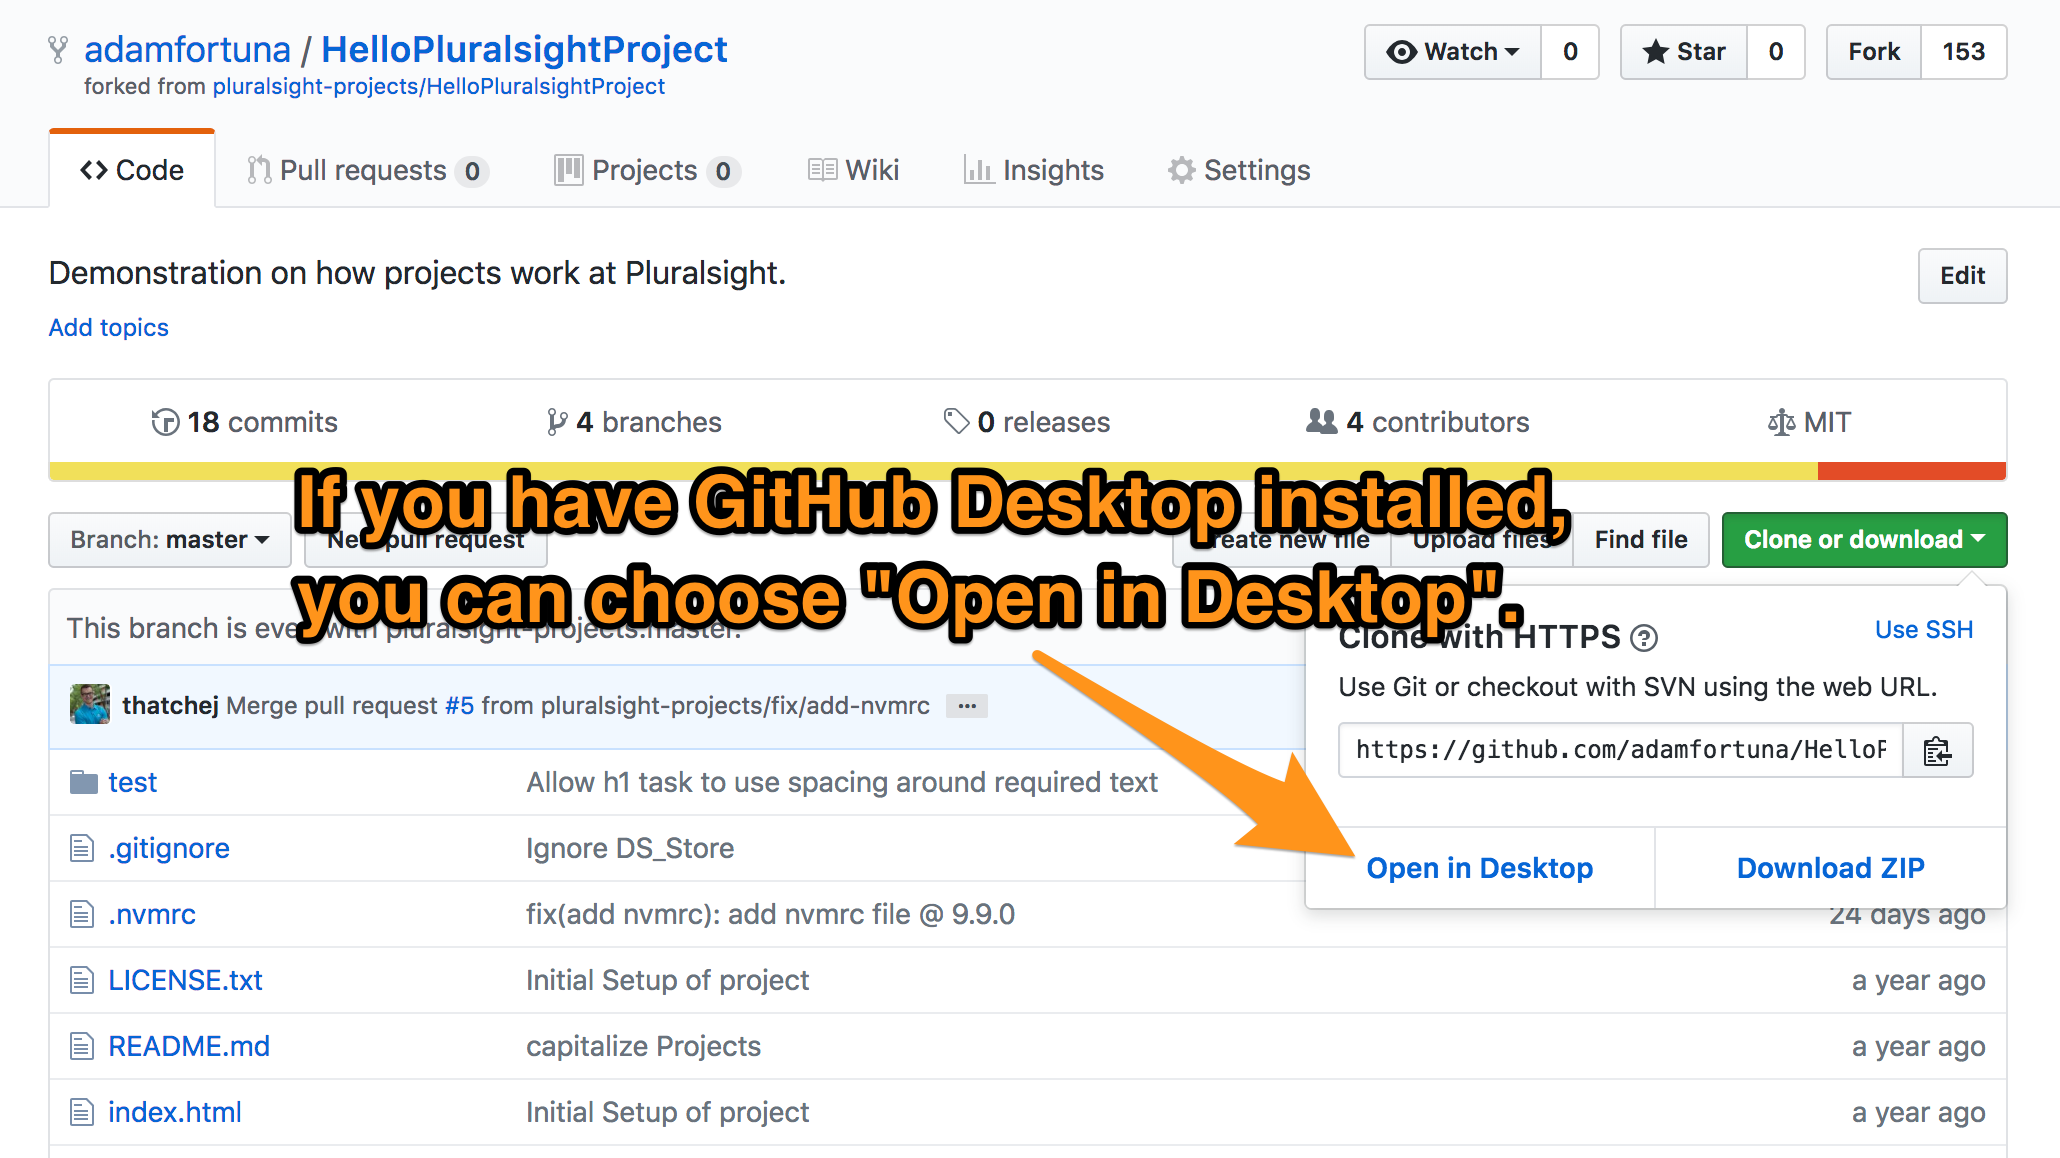 adamfortuna / HelloPluralsightProject
forked from pluralsight-projects/HelloPluralsightProject
Watch 0 Star 0 Fork 153
Code Pull requests 0 Projects 0 Wiki Insights Settings
Demonstration on how projects work at Pluralsight.
Edit
Add topics
18 commits 4 branches 0 releases 4 contributors MIT
If you have GitHub Desktop installed,
you can choose "Open in Desktop".
Branch: master New pull request Create new file Upload files Find file Clone or download
This branch is even with pluralsight-projects:master.
Clone with HTTPS ? Use SSH
Use Git or checkout with SVN using the web URL.
https://github.com/adamfortuna/HelloP
Open in Desktop Download ZIP
thatchej Merge pull request #5 from pluralsight-projects/fix/add-nvmrc ...
test Allow h1 task to use spacing around required text
.gitignore Ignore DS_Store
.nvmrc fix(add nvmrc): add nvmrc file @ 9.9.0 24 days ago
LICENSE.txt Initial Setup of project a year ago
README.md capitalize Projects a year ago
index.html Initial Setup of project a year ago